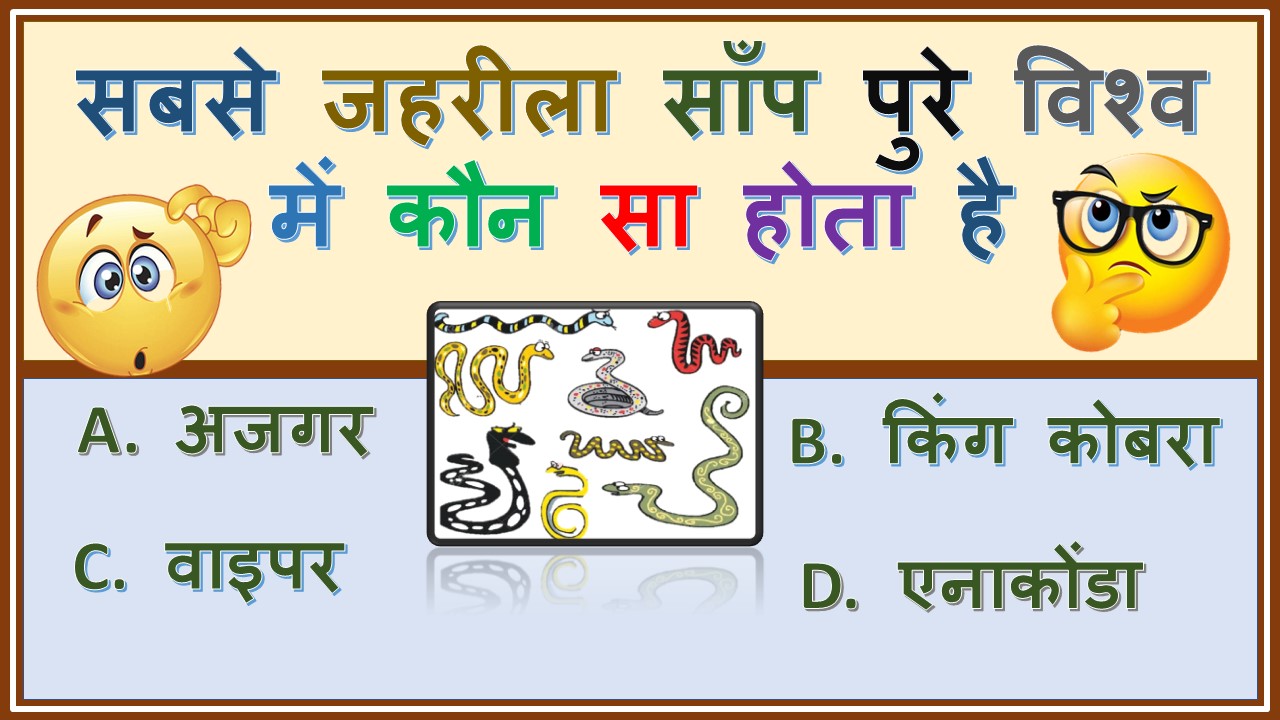 सबसे जहरीला साँप पुरे विश्व
में कौन सा होता है
A. अजगर
B. किंग कोबरा
C. वाइपर
D. एनाकोंडा